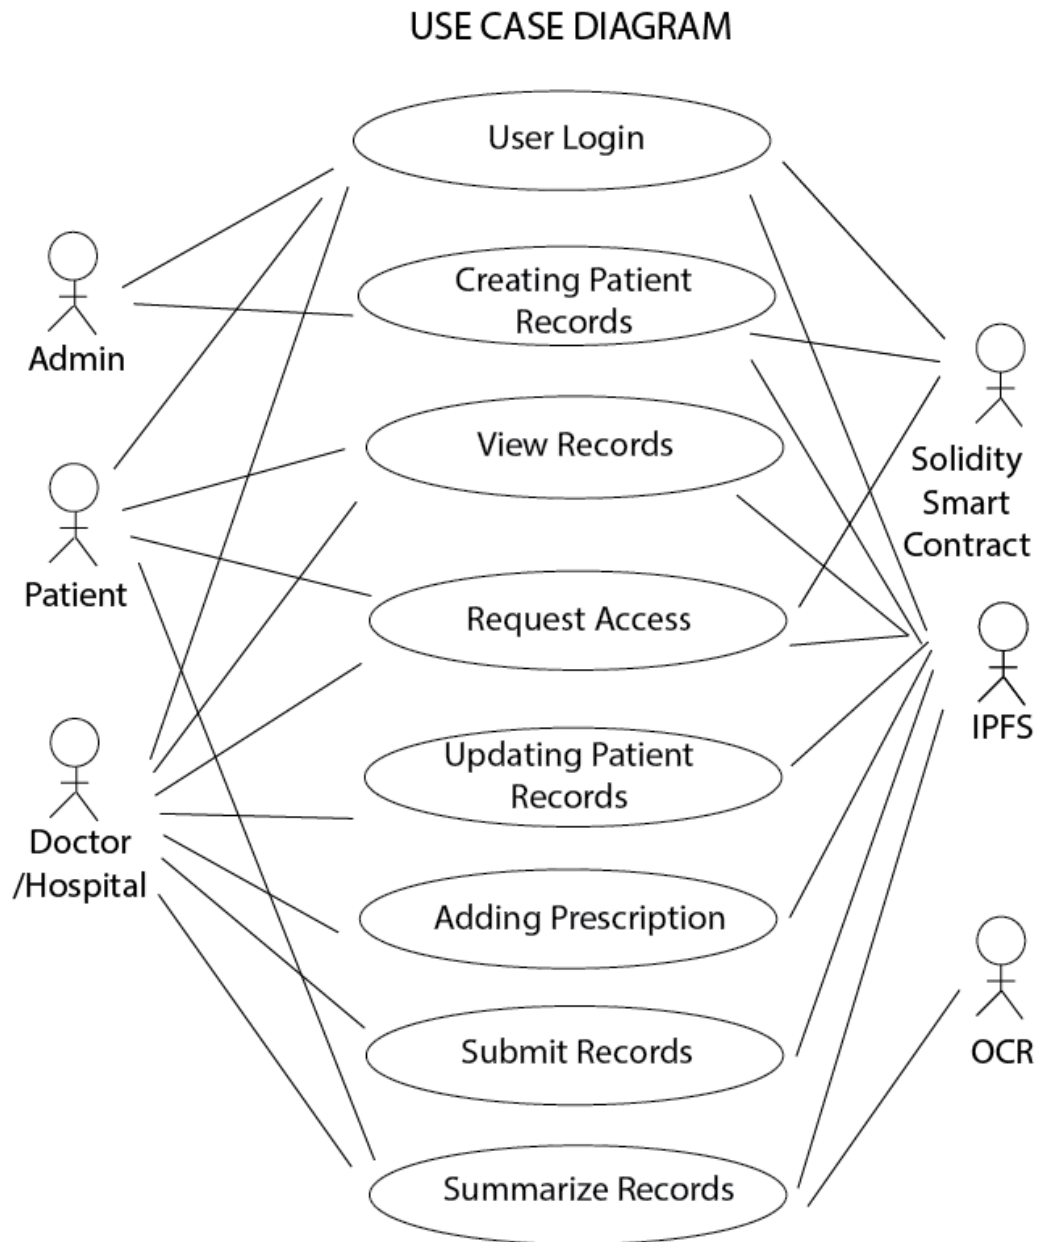 USE CASE DIAGRAM
User Login
Creating Patient
Records
Admin
View Records
Solidity
Smart
Contract
Patient
Request Access
IPFS
Updating Patient
Records
Doctor
/Hospital
Adding Prescription
Submit Records
OCR
Summarize Records